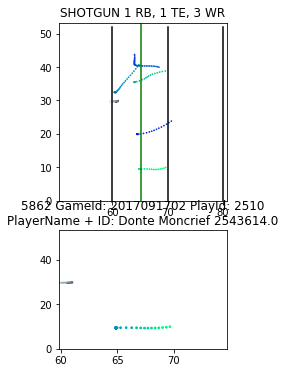 SHOTGUN 1 RB, 1 TE, 3 WR
50
40
30
20
10
0
60 70 80
5862 GameId: 2017091702 PlayId: 2510
PlayerName + ID: Donte Moncrief 2543614.0
40
20
0
60 65 70